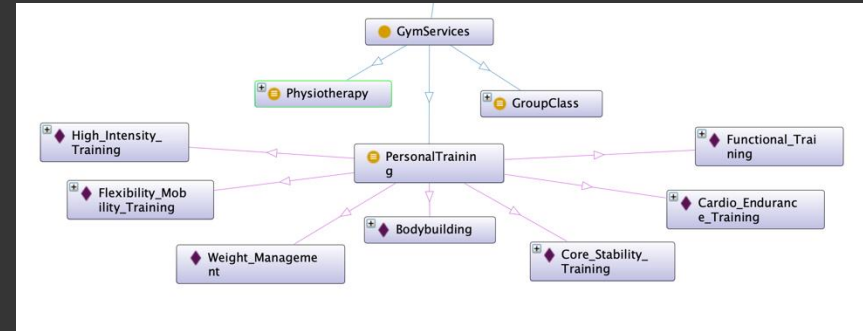 GymServices
Physiotherapy
GroupClass
High_Intensity_
Training
Functional_Trai
ning
PersonalTrainin
g
Flexibility_Mob
ility_Training
Cardio_Enduranc
e_Training
Bodybuilding
Weight_Manageme
nt
Core_Stability_
Training